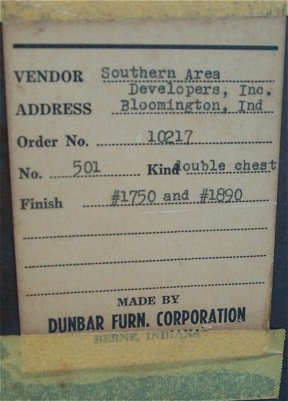 VENDOR Southern Area
Developers, Inc.
ADDRESS Bloomington, Ind
Order No. 10217
No. 501 Kind double chest
Finish #1750 and #1890
MADE BY
DUNBAR FURN. CORPORATION
BERNE, INDIANA